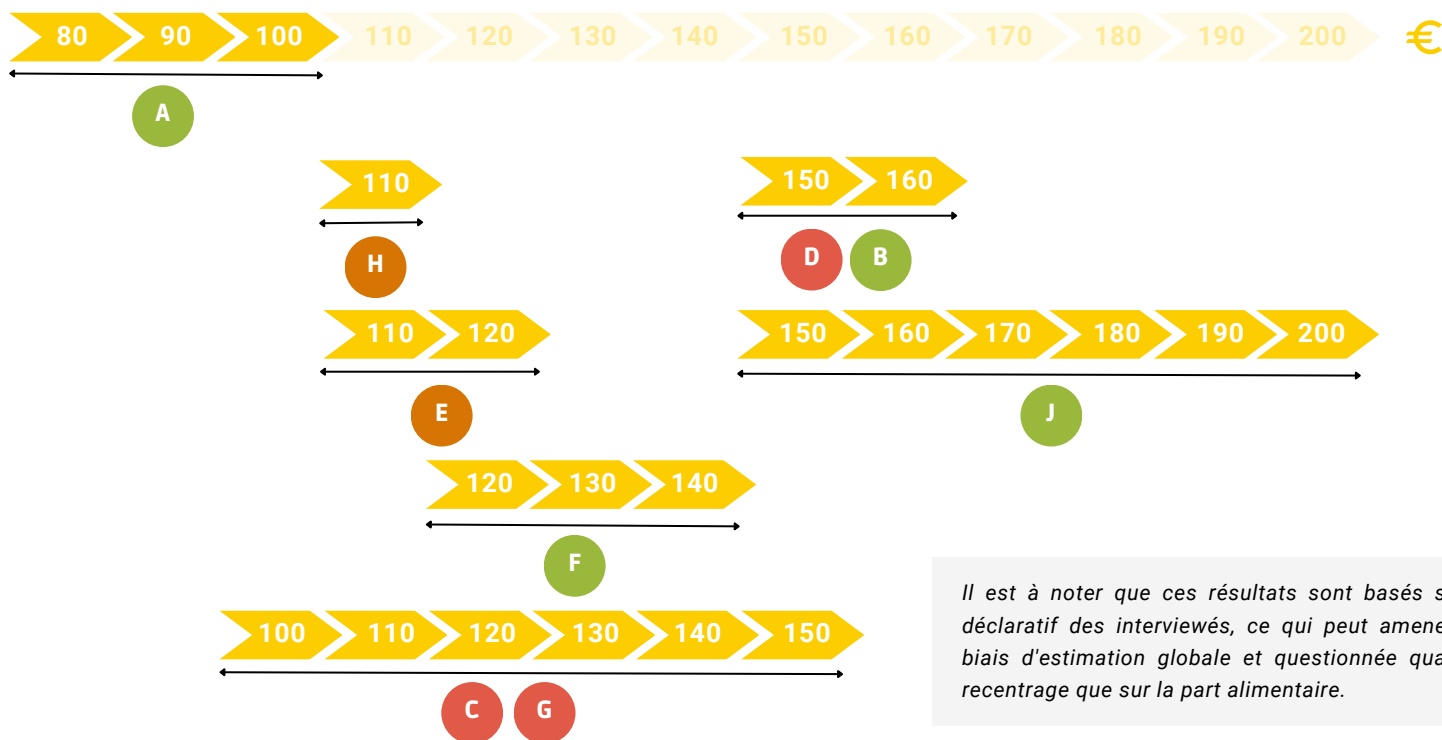 80 90 100 110 120 130 140 150 160 170 180 190 200 €
A
110
H
150 160
D B
110 120
E
150 160 170 180 190 200
J
120 130 140
F
100 110 120 130 140 150
C G
Il est à noter que ces résultats sont basés
déclaratif des interviewés, ce qui peut
biais d'estimation globale et questionnée
recentrage que sur la part alimentaire.